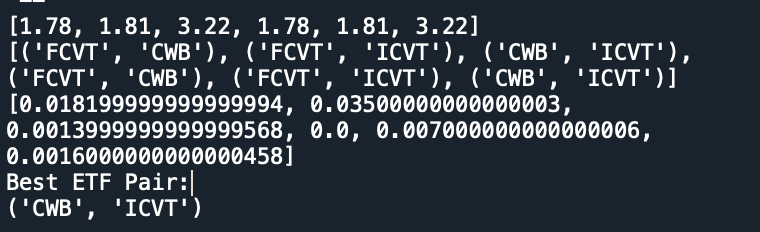 [1.78, 1.81, 3.22, 1.78, 1.81, 3.22]
[('FCVT', 'CWB'), ('FCVT', 'ICVT'), ('CWB', 'ICVT'),
('FCVT', 'CWB'), ('FCVT', 'ICVT'), ('CWB', 'ICVT')]
[0.018199999999999994, 0.03500000000000003,
0.0013999999999999568, 0.0, 0.007000000000000006,
0.0016000000000000458]
Best ETF Pair:
('CWB', 'ICVT')